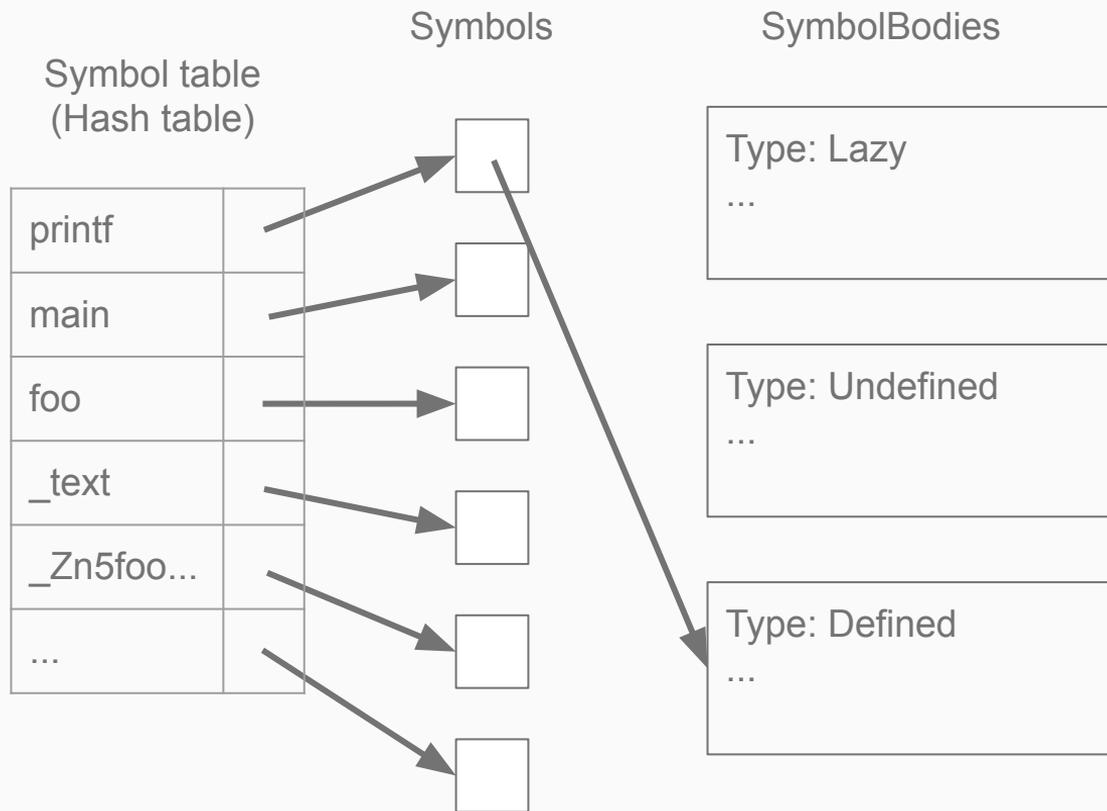 Symbols
SymbolBodies
Symbol table
(Hash table)
printf
main
foo
_text
_Zn5foo...
...
Type: Lazy
...
Type: Undefined
...
Type: Defined
...